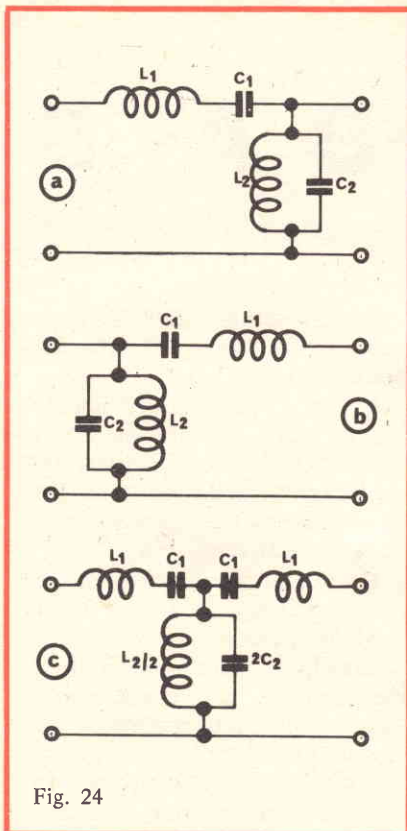 L1 C1
a
L2 C2
C1 L1
C2 L2
b
L1 C1 C1 L1
c
L2/2 2C2
Fig. 24